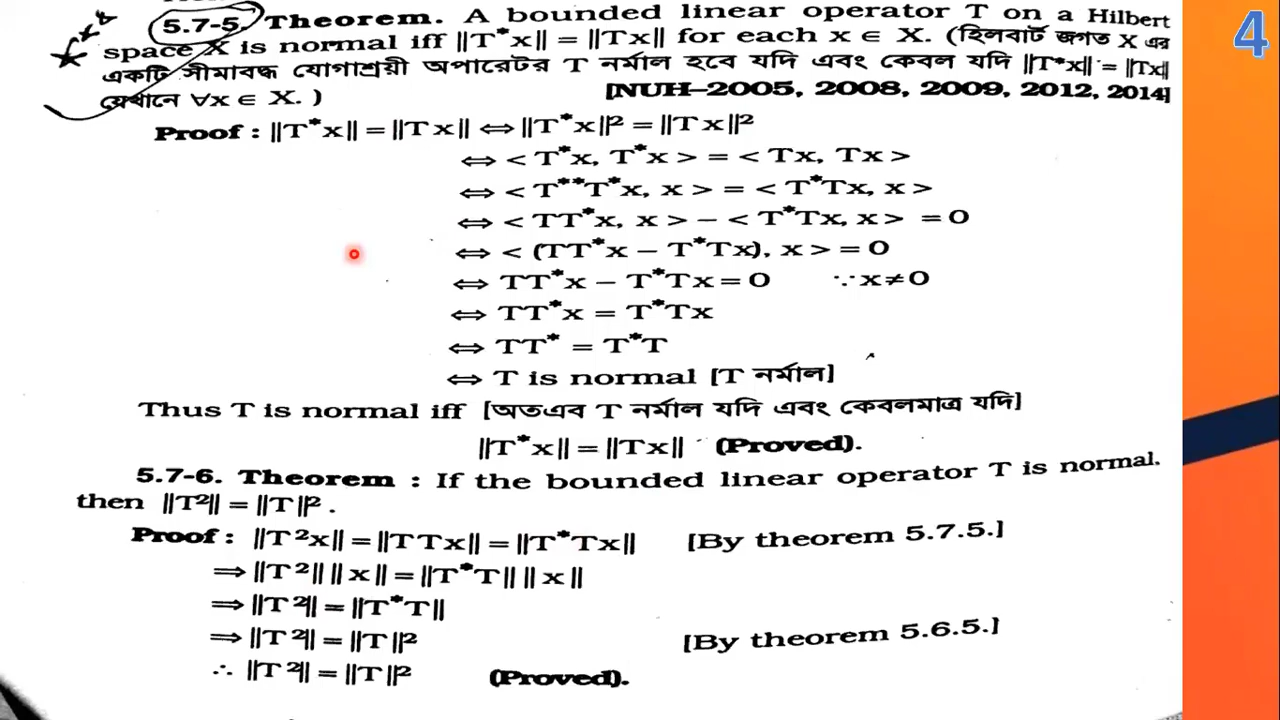 4
5.7-5 Theorem. A bounded linear operator T on a Hilbert
space X is normal iff ||T*x|| = ||Tx|| for each x ∈ X. (হিলবার্ট জগত X এর
একটি সীমাবদ্ধ যোগাশ্রয়ী অপারেটর T নর্মাল হবে যদি এবং কেবল যদি ||T*x|| = ||Tx||
যেখানে ∀x ∈ X. )
[NUH–2005, 2008, 2009, 2012, 2014]
Proof : ||T*x|| = ||Tx|| ⇔ ||T*x||² = ||Tx||²
⇔ < T*x, T*x > = < Tx, Tx >
⇔ < T**T*x, x > = < T*Tx, x >
⇔ < TT*x, x > – < T*Tx, x > = 0
⇔ < (TT*x – T*Tx), x > = 0
⇔ TT*x – T*Tx = 0 ∵ x ≠ 0
⇔ TT*x = T*Tx
⇔ TT* = T*T
⇔ T is normal [T নর্মাল]
Thus T is normal iff [অতএব T নর্মাল যদি এবং কেবলমাত্র যদি]
||T*x|| = ||Tx|| (Proved).
5.7-6. Theorem : If the bounded linear operator T is normal.
then ||T²|| = ||T||² .
Proof : ||T²x|| = ||TTx|| = ||T*Tx|| [By theorem 5.7.5.]
⇒ ||T²|| ||x|| = ||T*T|| ||x||
⇒ ||T²|| = ||T*T||
⇒ ||T²|| = ||T||² [By theorem 5.6.5.]
∴ ||T²|| = ||T||² (Proved).